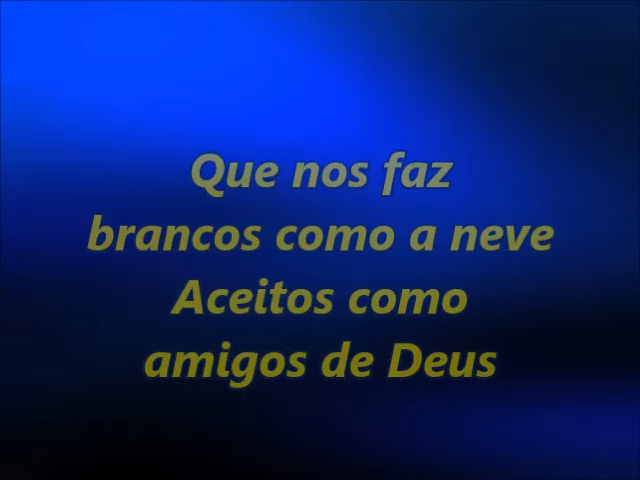 Que nos faz
brancos como a neve
Aceitos como
amigos de Deus